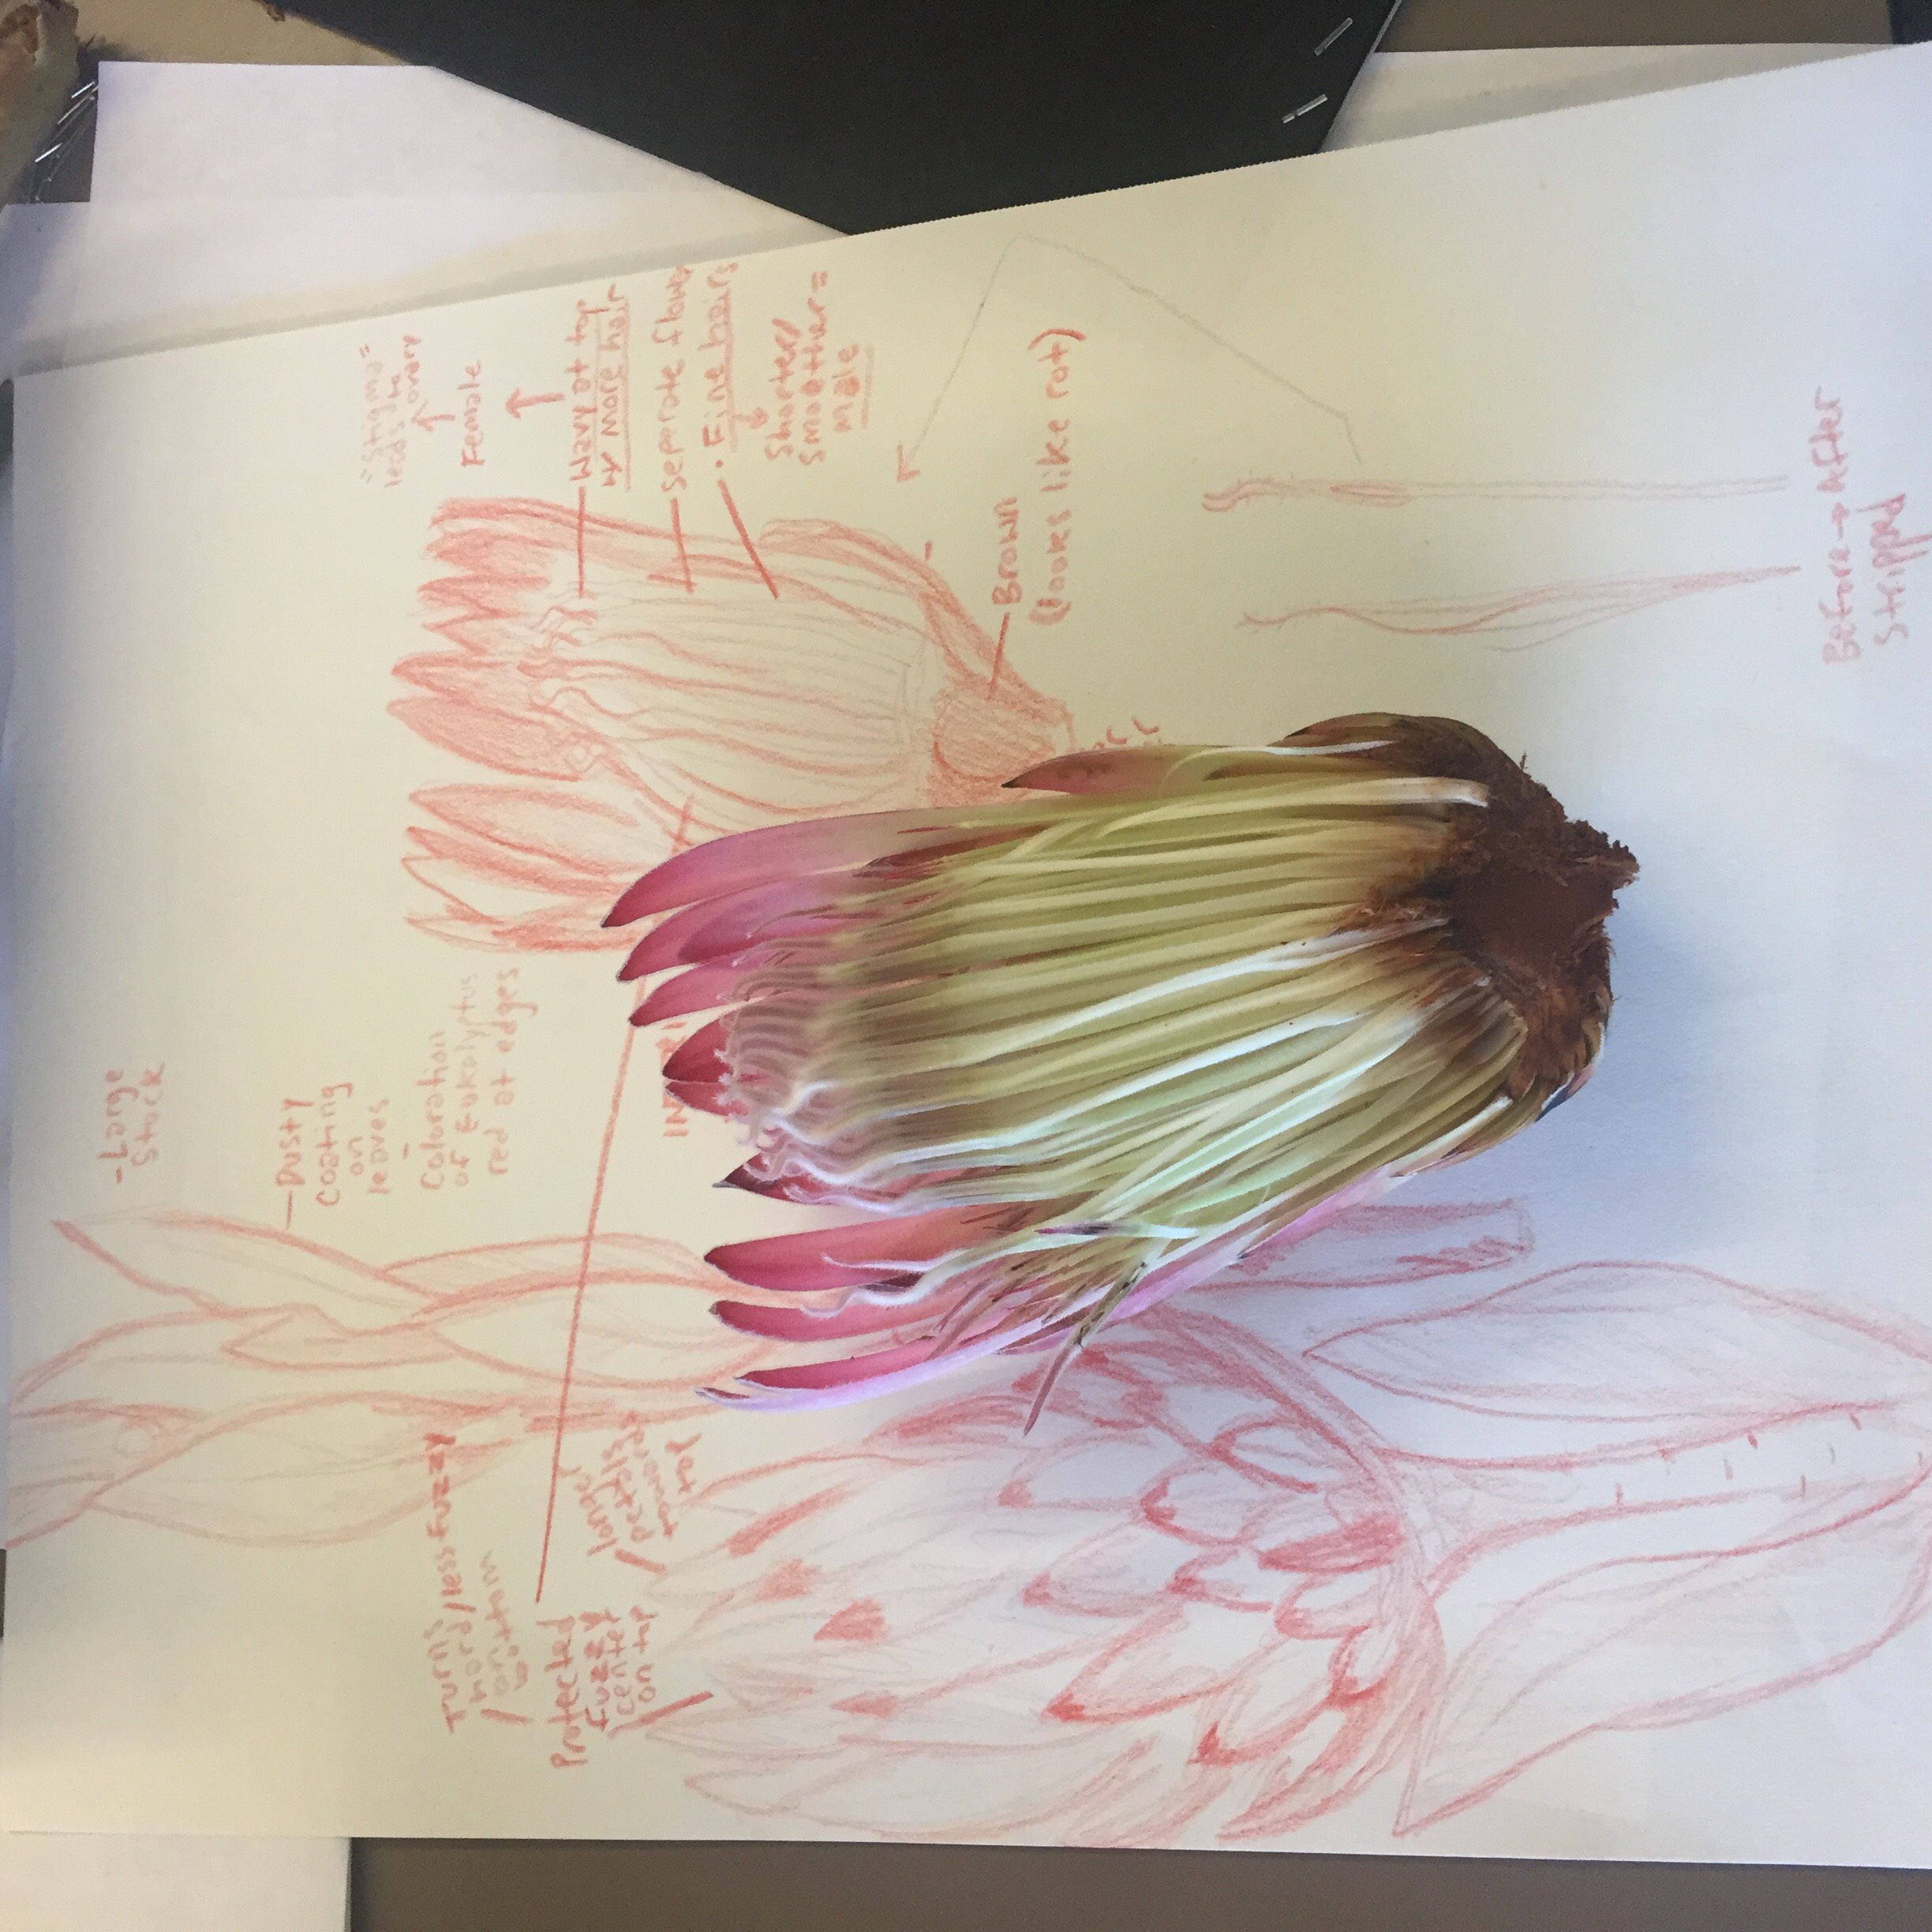 -Large
Stock
Dusty
Coating
on
leaves
-
Coloration
of Eukalyptus
red at edges
Turns
hard/less fuzzy
on
bottom
Protected
fuzzy
center
on top
longer
petals
towards
top
"Stigma"
leads to
ovary
Female
Wavy at top
w/ more hair
seperate flower
• Fine hairs
Shorter/
Smoother=
male
Brown
(looks like rot)
Before → After
Stripped